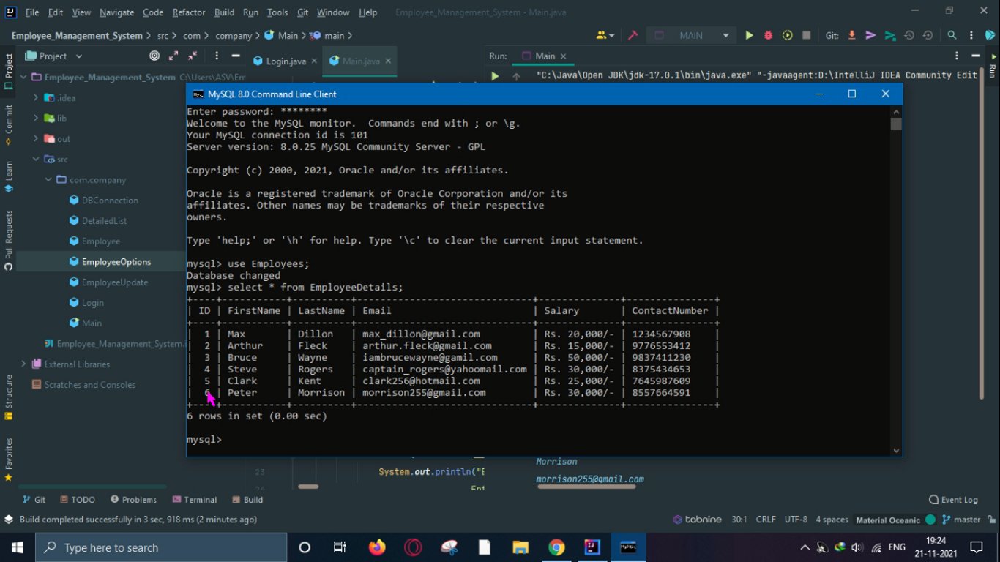 File Edit View Navigate Code Refactor Build Run Tools Git Window Help Employee_Management_System - Main.java
Employee_Management_System > src > com > company > Main > main > MAIN Git:
Project Login.java Main.java Run: Main
Employee_Management_System C:\Users\ASV\Em
"C:\Java\Open JDK\jdk-17.0.1\bin\java.exe" "-javaagent:D:\IntelliJ IDEA Community Edit
.idea
lib
out
src
com.company
DBConnection
DetailedList
Employee
EmployeeOptions
EmployeeUpdate
Login
Main
Employee_Management_System.
External Libraries
Scratches and Consoles
Project
Commit
Learn
Pull Requests
Structure
Favorites
Run
MySQL 8.0 Command Line Client
Enter password: ********
Welcome to the MySQL monitor.  Commands end with ; or \g.
Your MySQL connection id is 101
Server version: 8.0.25 MySQL Community Server - GPL
Copyright (c) 2000, 2021, Oracle and/or its affiliates.
Oracle is a registered trademark of Oracle Corporation and/or its
affiliates. Other names may be trademarks of their respective
owners.
Type 'help;' or '\h' for help. Type '\c' to clear the current input statement.
mysql> use Employees;
Database changed
mysql> select * from EmployeeDetails;
| ID | FirstName | LastName | Email | Salary | ContactNumber |
| 1 | Max | Dillon | max_dillon@gmail.com | Rs. 20,000/- | 1234567908 |
| 2 | Arthur | Fleck | arthur.fleck@gmail.com | Rs. 15,000/- | 9776553412 |
| 3 | Bruce | Wayne | iambrucewayne@gamil.com | Rs. 50,000/- | 9837411230 |
| 4 | Steve | Rogers | captain_rogers@yahoomail.com | Rs. 30,000/- | 8375434653 |
| 5 | Clark | Kent | clark256@hotmail.com | Rs. 25,000/- | 7645987609 |
| 6 | Peter | Morrison | morrison255@gmail.com | Rs. 30,000/- | 8557664591 |
6 rows in set (0.00 sec)
mysql>
Morrison
23 System.out.println("E
morrison255@gmail.com
Git TODO Problems Terminal Build Event Log
Build completed successfully in 3 sec, 918 ms (2 minutes ago) tabnine 30:1 CRLF UTF-8 4 spaces Material Oceanic master
Type here to search ENG 19:24
21-11-2021